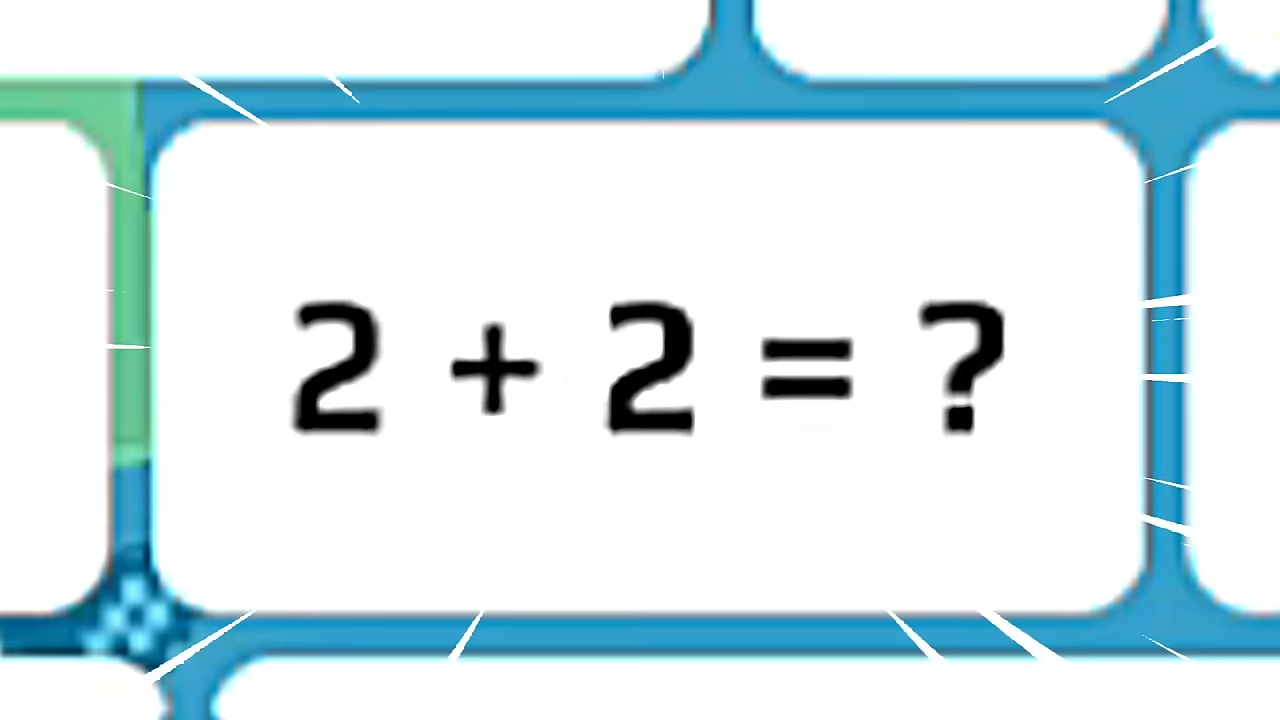 2 + 2 = ?